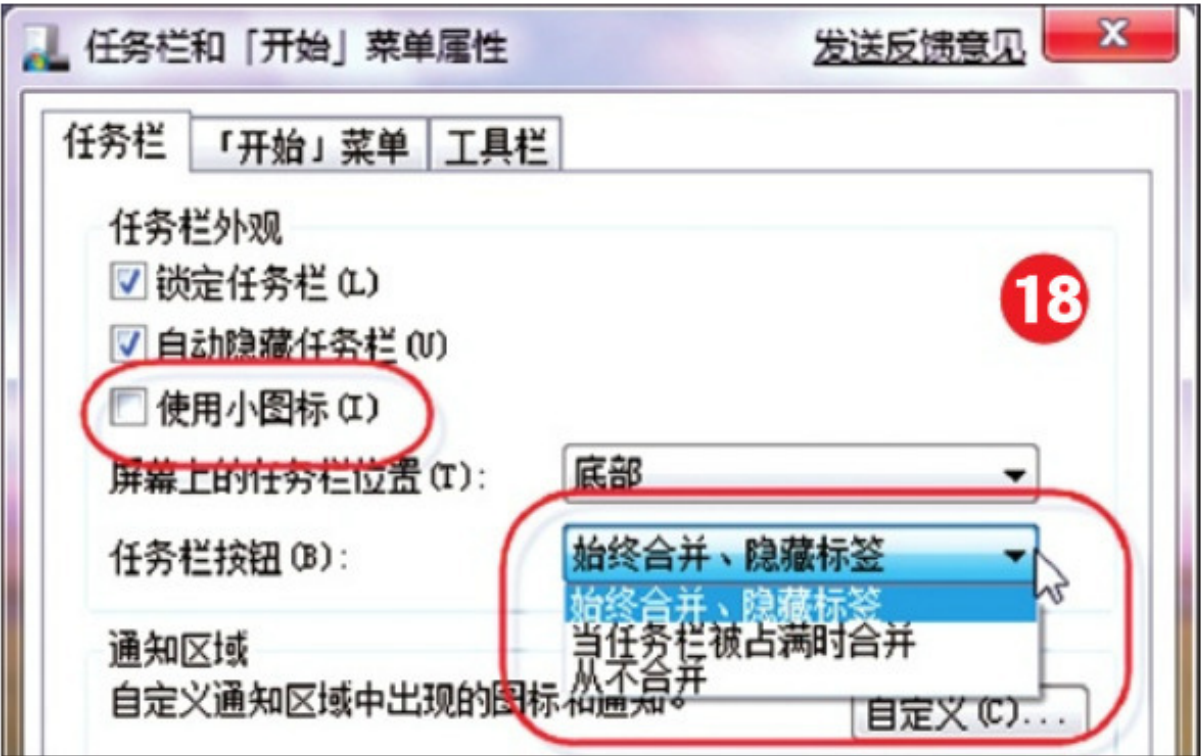 任务栏和「开始」菜单属性 发送反馈意见
任务栏 「开始」菜单 工具栏
任务栏外观
锁定任务栏(L)
18
自动隐藏任务栏(U)
使用小图标(I)
屏幕上的任务栏位置(T): 底部
任务栏按钮(B): 始终合并、隐藏标签
始终合并、隐藏标签
当任务栏被占满时合并
从不合并
通知区域
自定义通知区域中出现的图标和通知。
自定义(C)...